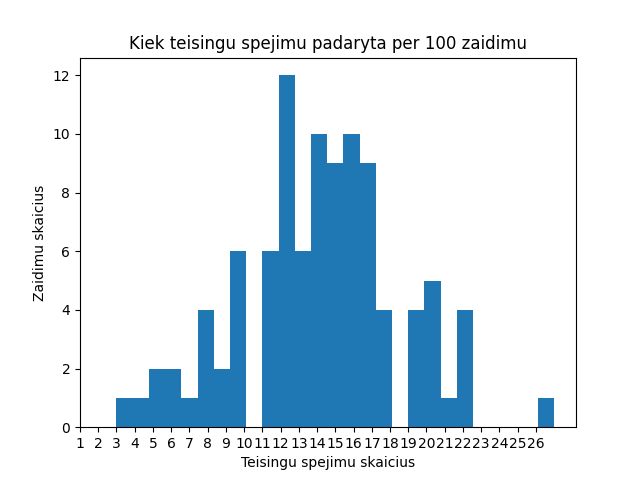 Kiek teisingu spejimu padaryta per 100 zaidimu
12
10
8
6
4
2
0
Zaidimu skaicius
1 2 3 4 5 6 7 8 9 10 11 12 13 14 15 16 17 18 19 20 21 22 23 24 25 26
Teisingu spejimu skaicius